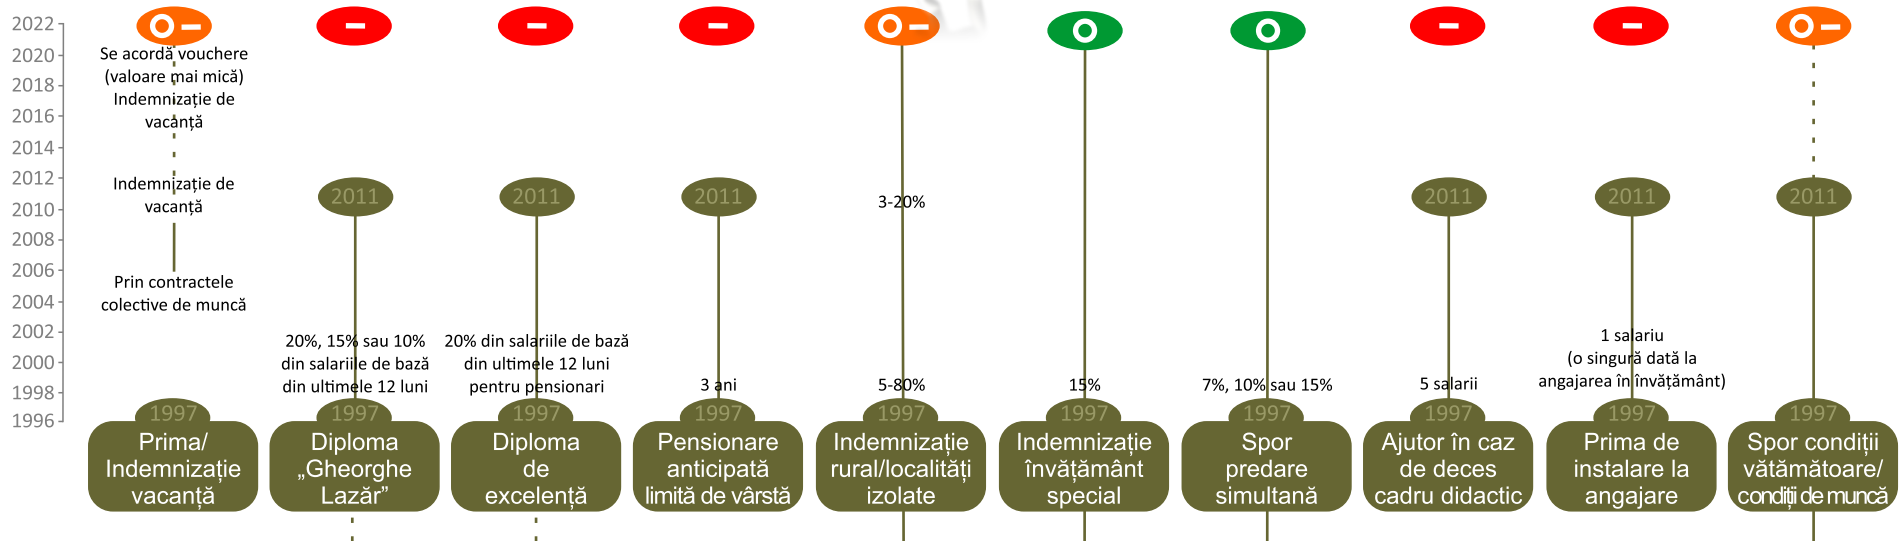 2022
2020
2018
2016
2014
2012
2010
2008
2006
2004
2002
2000
1998
1996
Se acordă vouchere
(valoare mai mică)
Indemnizație de
vacanță
Indemnizație de
vacanță
Prin contractele
colective de muncă
1997
Prima/
Indemnizație
vacanță
2011
20%, 15% sau 10%
din salariile de bază
din ultimele 12 luni
1997
Diploma
„Gheorghe
Lazăr”
2011
20% din salariile de bază
din ultimele 12 luni
pentru pensionari
1997
Diploma
de
excelență
2011
3 ani
1997
Pensionare
anticipată
limită de vârstă
3-20%
5-80%
1997
Indemnizație
rural/localități
izolate
15%
1997
Indemnizație
învățământ
special
7%, 10% sau 15%
1997
Spor
predare
simultană
2011
5 salarii
1997
Ajutor în caz
de deces
cadru didactic
2011
1 salariu
(o singură dată la
angajarea în învățământ)
1997
Prima de
instalare la
angajare
2011
1997
Spor condiții
vătămătoare/
condiții de muncă